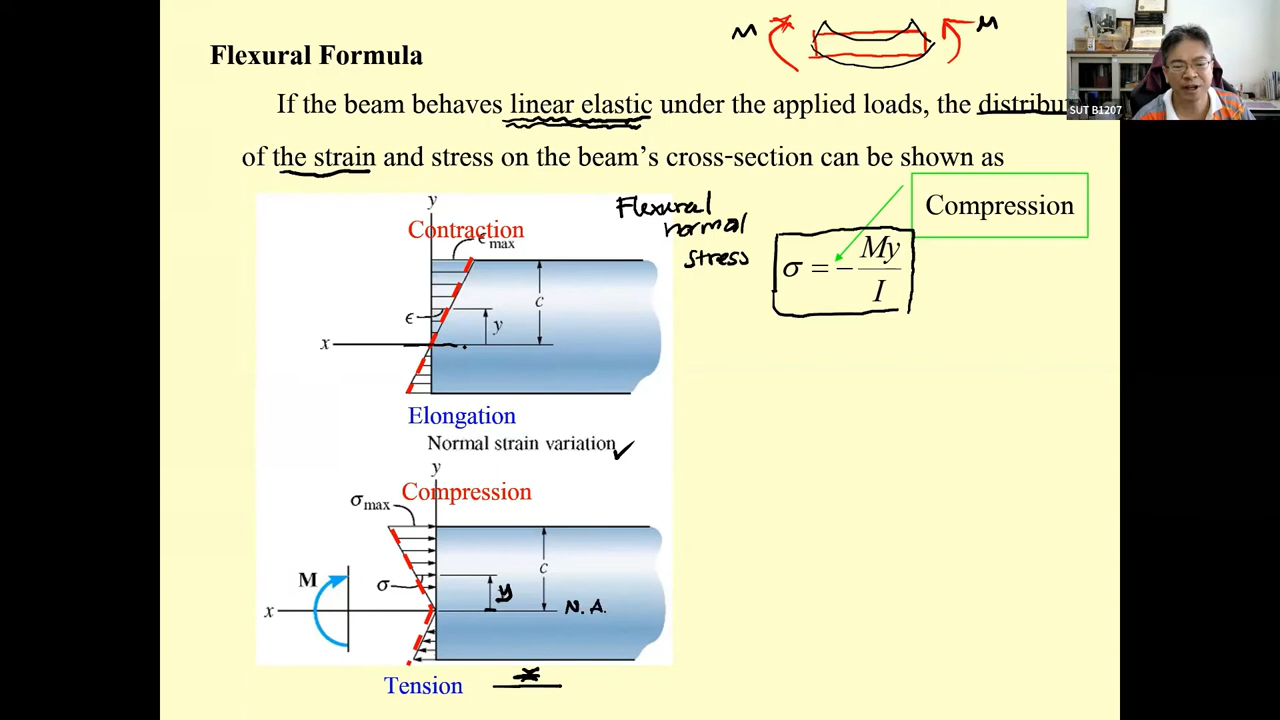 M M
Flexural Formula
If the beam behaves linear elastic under the applied loads, the distribu
SUT B1207
of the strain and stress on the beam's cross-section can be shown as
Compression
Flexural
normal
stress
σ = − My / I
y
Contraction
ϵmax
c
ϵ
y
x
Elongation
Normal strain variation
y
Compression
σmax
c
M
σ
y
x
N.A.
Tension